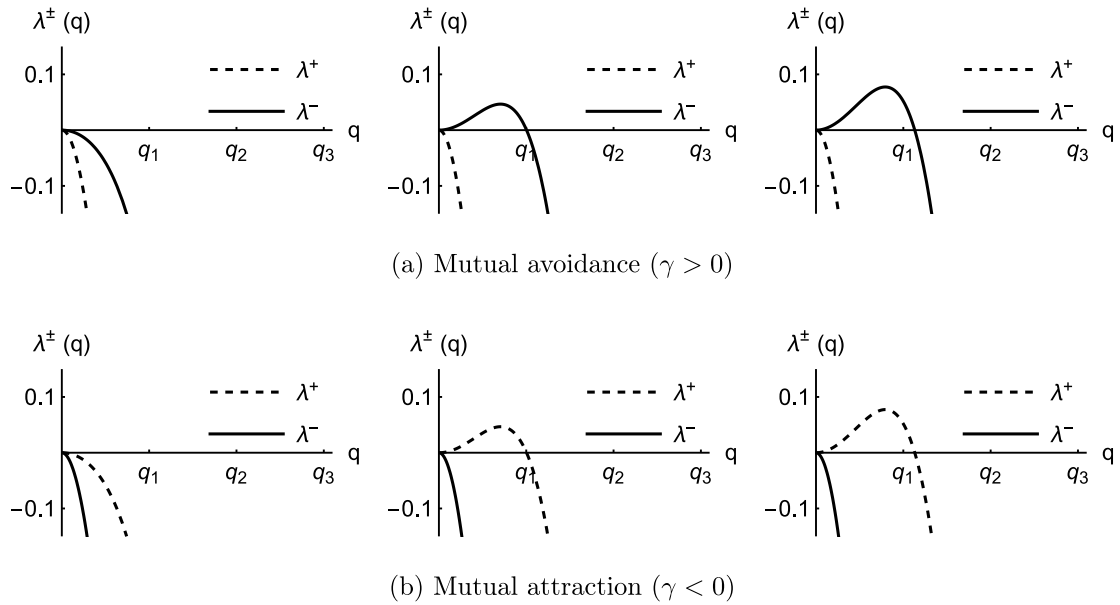 λ± (q) λ± (q) λ± (q)
0.1 λ+ 0.1 λ+ 0.1 λ+
λ− λ− λ−
q q q
q1 q2 q3 q1 q2 q3 q1 q2 q3
−0.1 −0.1 −0.1
(a) Mutual avoidance (γ > 0)
λ± (q) λ± (q) λ± (q)
0.1 λ+ 0.1 λ+ 0.1 λ+
λ− λ− λ−
q q q
q1 q2 q3 q1 q2 q3 q1 q2 q3
−0.1 −0.1 −0.1
(b) Mutual attraction (γ < 0)